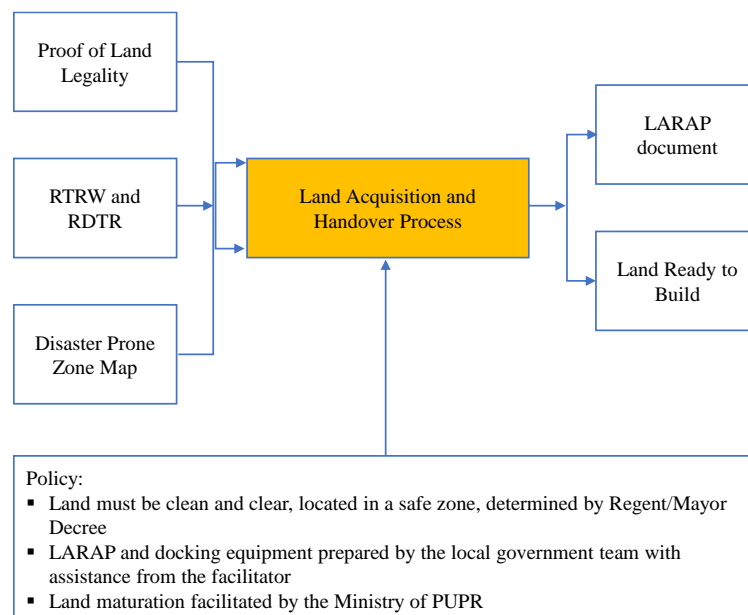 Proof of Land
Legality
RTRW and
RDTR
Disaster Prone
Zone Map
Land Acquisition and
Handover Process
LARAP
document
Land Ready to
Build
Policy:
▪ Land must be clean and clear, located in a safe zone, determined by Regent/Mayor
Decree
▪ LARAP and docking equipment prepared by the local government team with
assistance from the facilitator
▪ Land maturation facilitated by the Ministry of PUPR